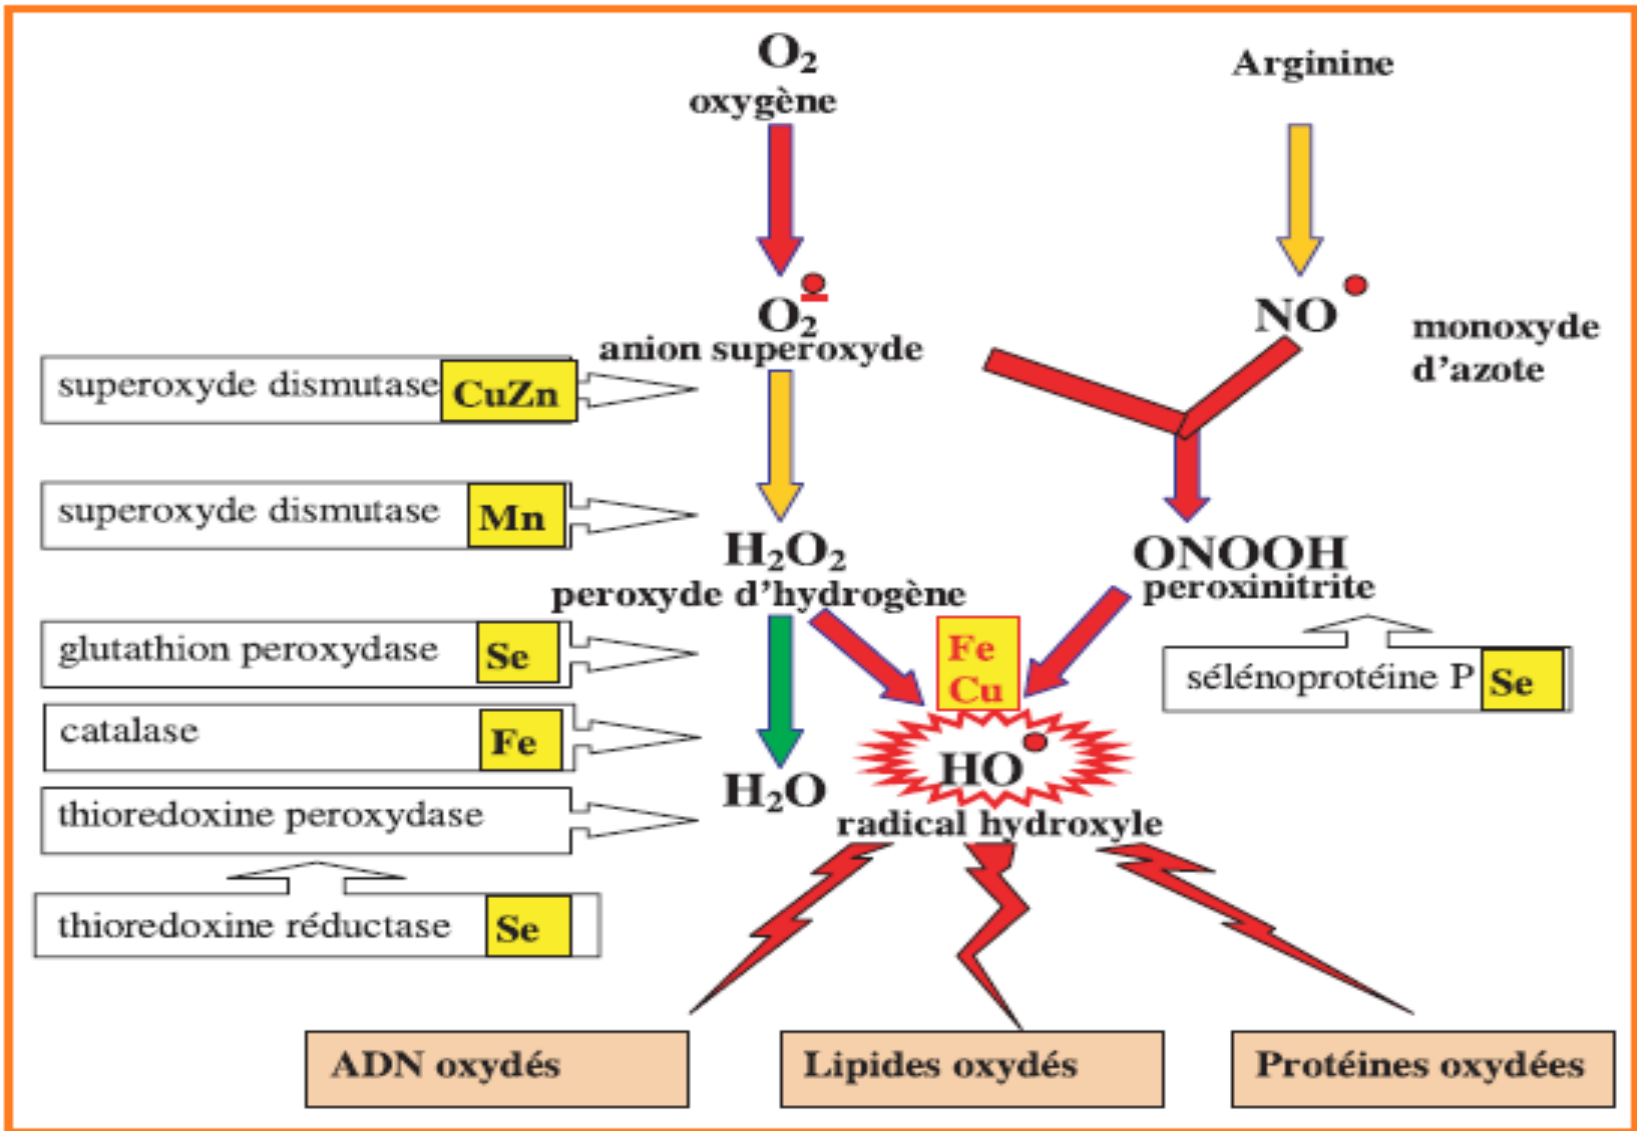 O₂
oxygène
Arginine
O₂
anion superoxyde
NO
monoxyde
d’azote
superoxyde dismutase CuZn
superoxyde dismutase Mn
H₂O₂
peroxyde d’hydrogène
ONOOH
peroxinitrite
glutathion peroxydase Se
Fe
Cu
sélénoprotéine P Se
catalase Fe
HO
H₂O
thioredoxine peroxydase
radical hydroxyle
thioredoxine réductase Se
ADN oxydés
Lipides oxydés
Protéines oxydées